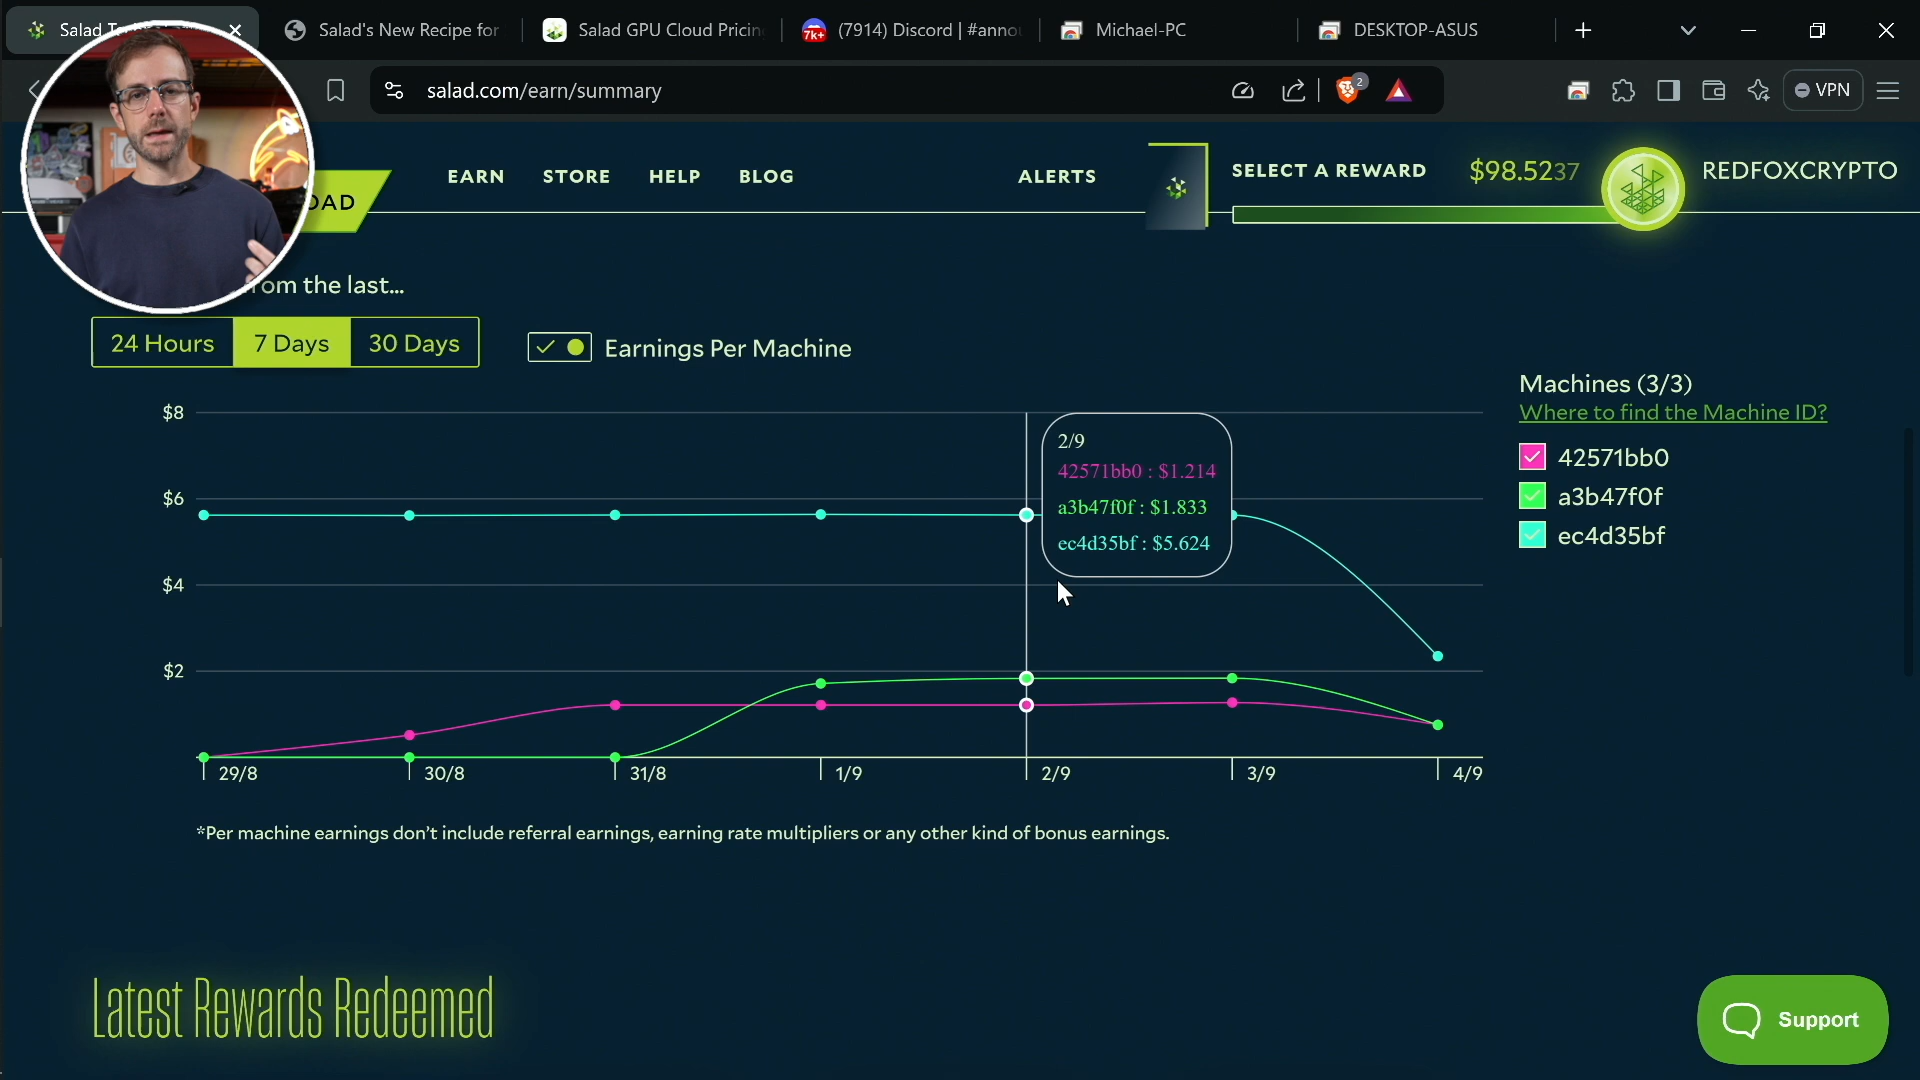 Salad
Salad's New Recipe for
Salad GPU Cloud Pricin
7k+
(7914) Discord | #anno
Michael-PC
DESKTOP-ASUS
salad.com/earn/summary
2
VPN
OAD
EARN
STORE
HELP
BLOG
ALERTS
SELECT A REWARD
$98.5237
REDFOXCRYPTO
from the last...
24 Hours
7 Days
30 Days
Earnings Per Machine
Machines (3/3)
Where to find the Machine ID?
42571bb0
a3b47f0f
ec4d35bf
$8
$6
$4
$2
2/9
42571bb0 : $1.214
a3b47f0f : $1.833
ec4d35bf : $5.624
29/8
30/8
31/8
1/9
2/9
3/9
4/9
*Per machine earnings don't include referral earnings, earning rate multipliers or any other kind of bonus earnings.
Latest Rewards Redeemed
Support